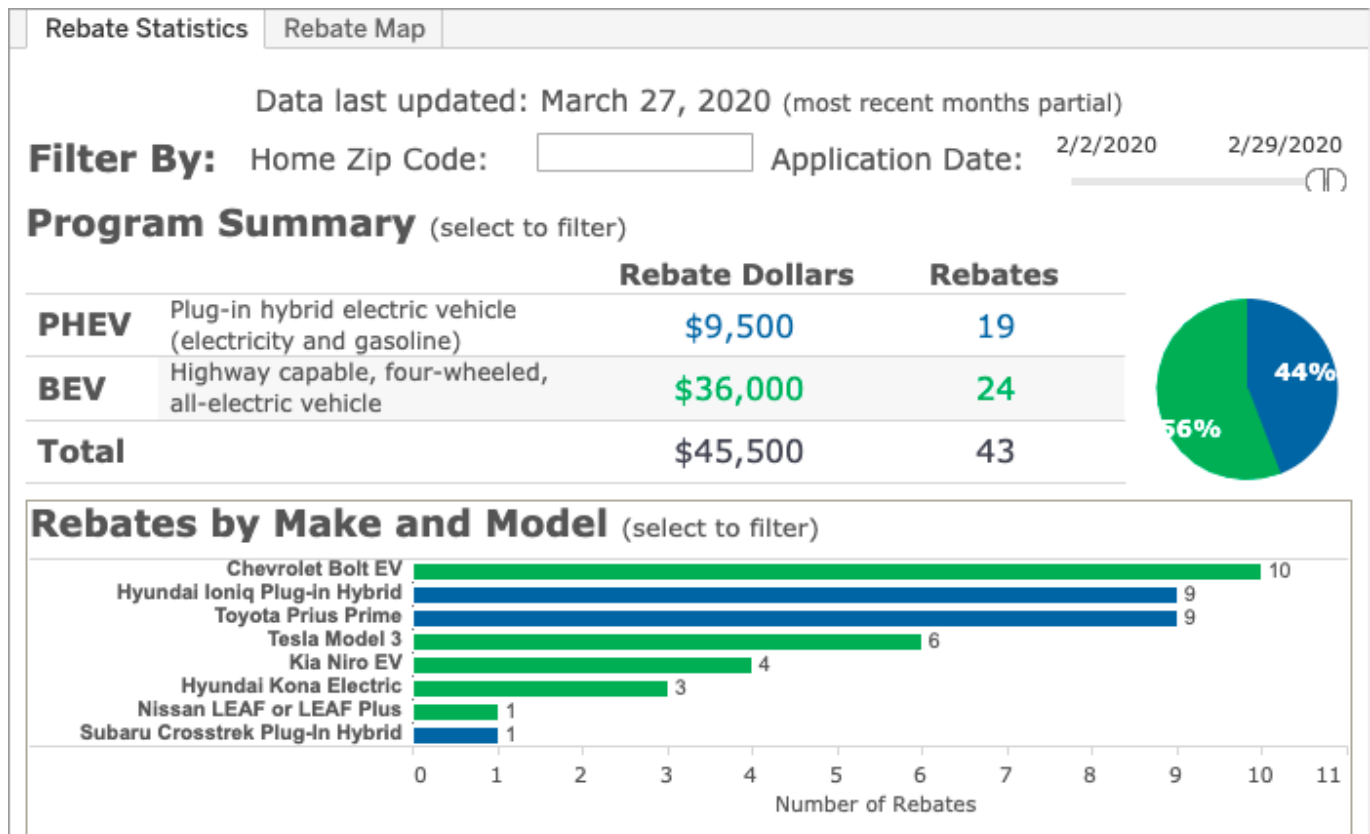 Rebate Statistics Rebate Map
Data last updated: March 27, 2020 (most recent months partial)
Filter By: Home Zip Code: Application Date: 2/2/2020 2/29/2020
Program Summary (select to filter)
Rebate Dollars Rebates
PHEV Plug-in hybrid electric vehicle
(electricity and gasoline) $9,500 19
BEV Highway capable, four-wheeled,
all-electric vehicle $36,000 24
Total $45,500 43
44%
56%
Rebates by Make and Model (select to filter)
Chevrolet Bolt EV 10
Hyundai Ioniq Plug-in Hybrid 9
Toyota Prius Prime 9
Tesla Model 3 6
Kia Niro EV 4
Hyundai Kona Electric 3
Nissan LEAF or LEAF Plus 1
Subaru Crosstrek Plug-In Hybrid 1
0 1 2 3 4 5 6 7 8 9 10 11
Number of Rebates